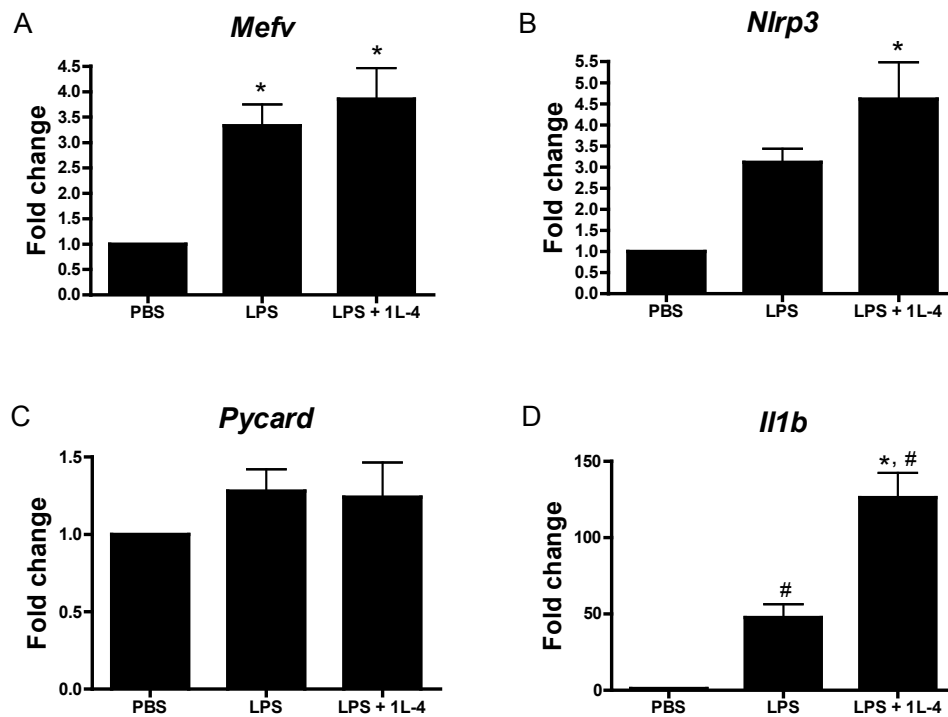 A
Mefv
Fold change
4.5
4.0
3.5
3.0
2.5
2.0
1.5
1.0
0.5
0.0
*
*
PBS
LPS
LPS + 1L-4
B
Nlrp3
Fold change
5.5
5.0
4.5
4.0
3.5
3.0
2.5
2.0
1.5
1.0
0.5
0.0
*
PBS
LPS
LPS + 1L-4
C
Pycard
Fold change
1.5
1.0
0.5
0.0
PBS
LPS
LPS + 1L-4
D
Il1b
Fold change
150
100
50
0
#
*, #
PBS
LPS
LPS + 1L-4